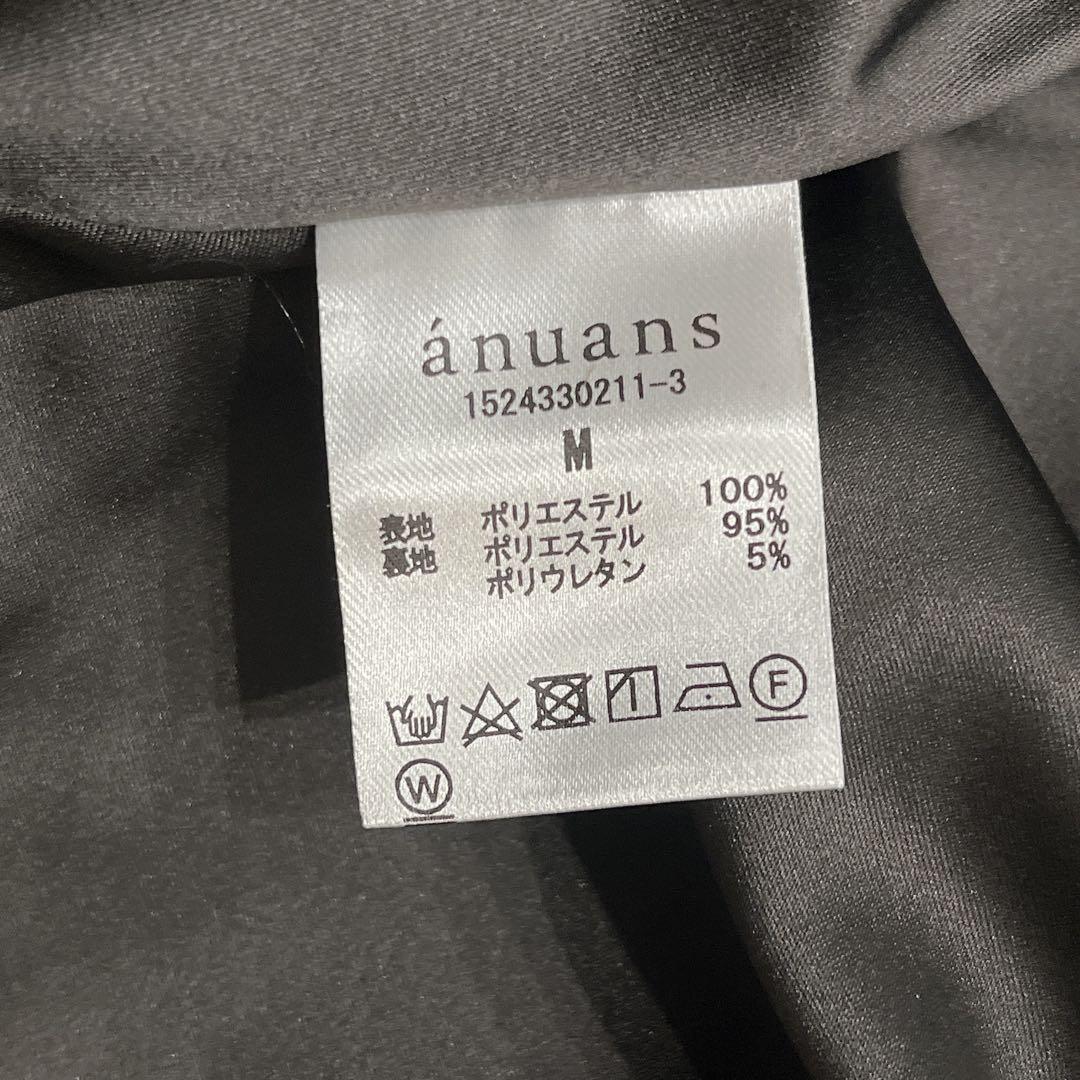 ánuans
1524330211-3
M
表地 ポリエステル 100%
裏地 ポリエステル 95%
ポリウレタン 5%
F
W